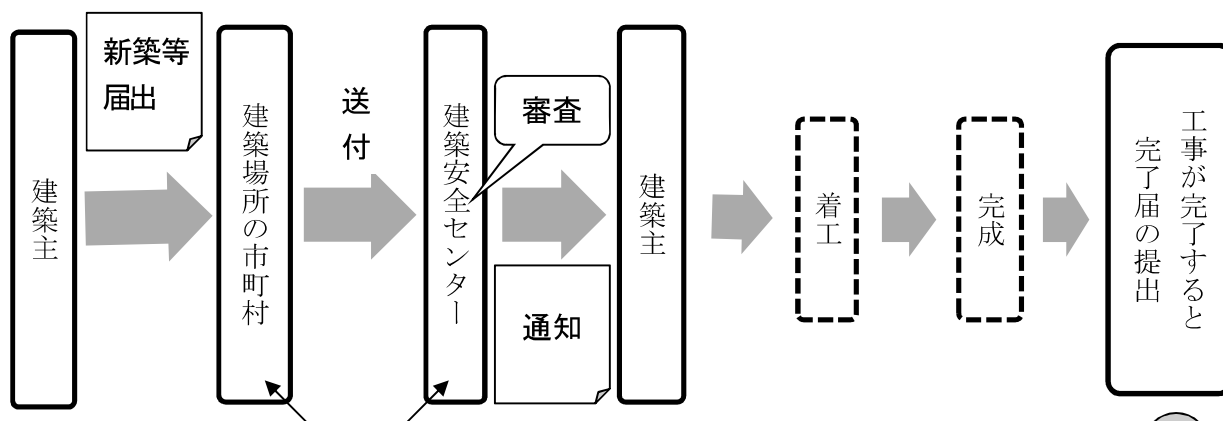 建築主
新築等
届出
建築場所の市町村
送
付
建築安全センター
審査
通知
建築主
着工
完成
工事が完了すると
完了届の提出